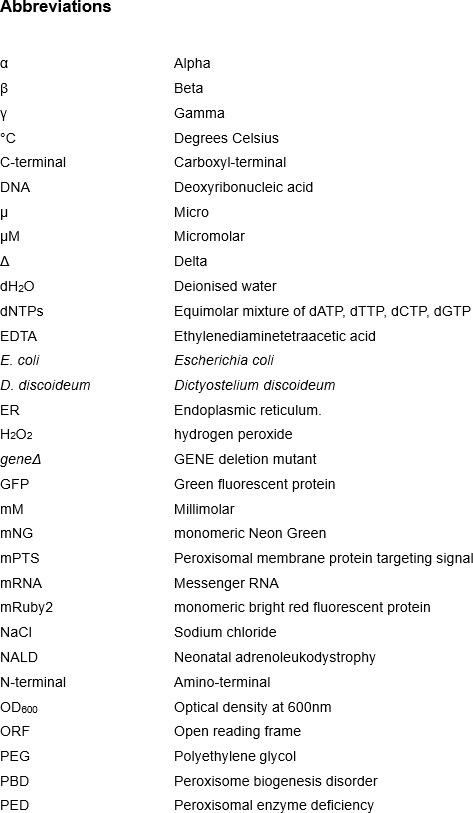 Abbreviations
α Alpha
β Beta
γ Gamma
°C Degrees Celsius
C-terminal Carboxyl-terminal
DNA Deoxyribonucleic acid
μ Micro
μM Micromolar
Δ Delta
dH₂O Deionised water
dNTPs Equimolar mixture of dATP, dTTP, dCTP, dGTP
EDTA Ethylenediaminetetraacetic acid
E. coli Escherichia coli
D. discoideum Dictyostelium discoideum
ER Endoplasmic reticulum.
H₂O₂ hydrogen peroxide
geneΔ GENE deletion mutant
GFP Green fluorescent protein
mM Millimolar
mNG monomeric Neon Green
mPTS Peroxisomal membrane protein targeting signal
mRNA Messenger RNA
mRuby2 monomeric bright red fluorescent protein
NaCl Sodium chloride
NALD Neonatal adrenoleukodystrophy
N-terminal Amino-terminal
OD₆₀₀ Optical density at 600nm
ORF Open reading frame
PEG Polyethylene glycol
PBD Peroxisome biogenesis disorder
PED Peroxisomal enzyme deficiency